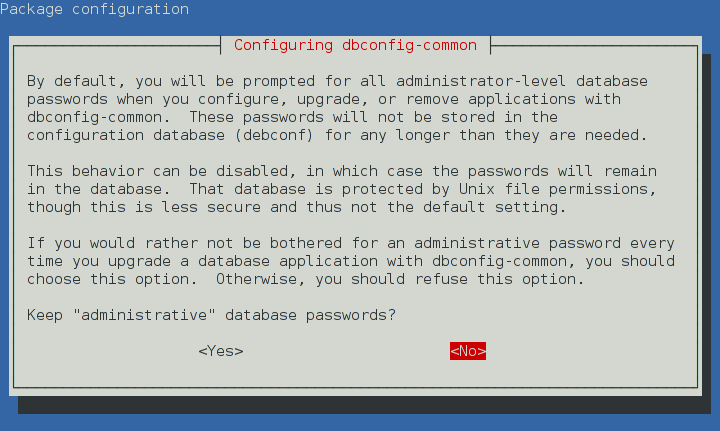 Package configuration
Configuring dbconfig-common
By default, you will be prompted for all administrator-level database
passwords when you configure, upgrade, or remove applications with
dbconfig-common.  These passwords will not be stored in the
configuration database (debconf) for any longer than they are needed.
This behavior can be disabled, in which case the passwords will remain
in the database.  That database is protected by Unix file permissions,
though this is less secure and thus not the default setting.
If you would rather not be bothered for an administrative password every
time you upgrade a database application with dbconfig-common, you should
choose this option.  Otherwise, you should refuse this option.
Keep "administrative" database passwords?
<Yes> <No>